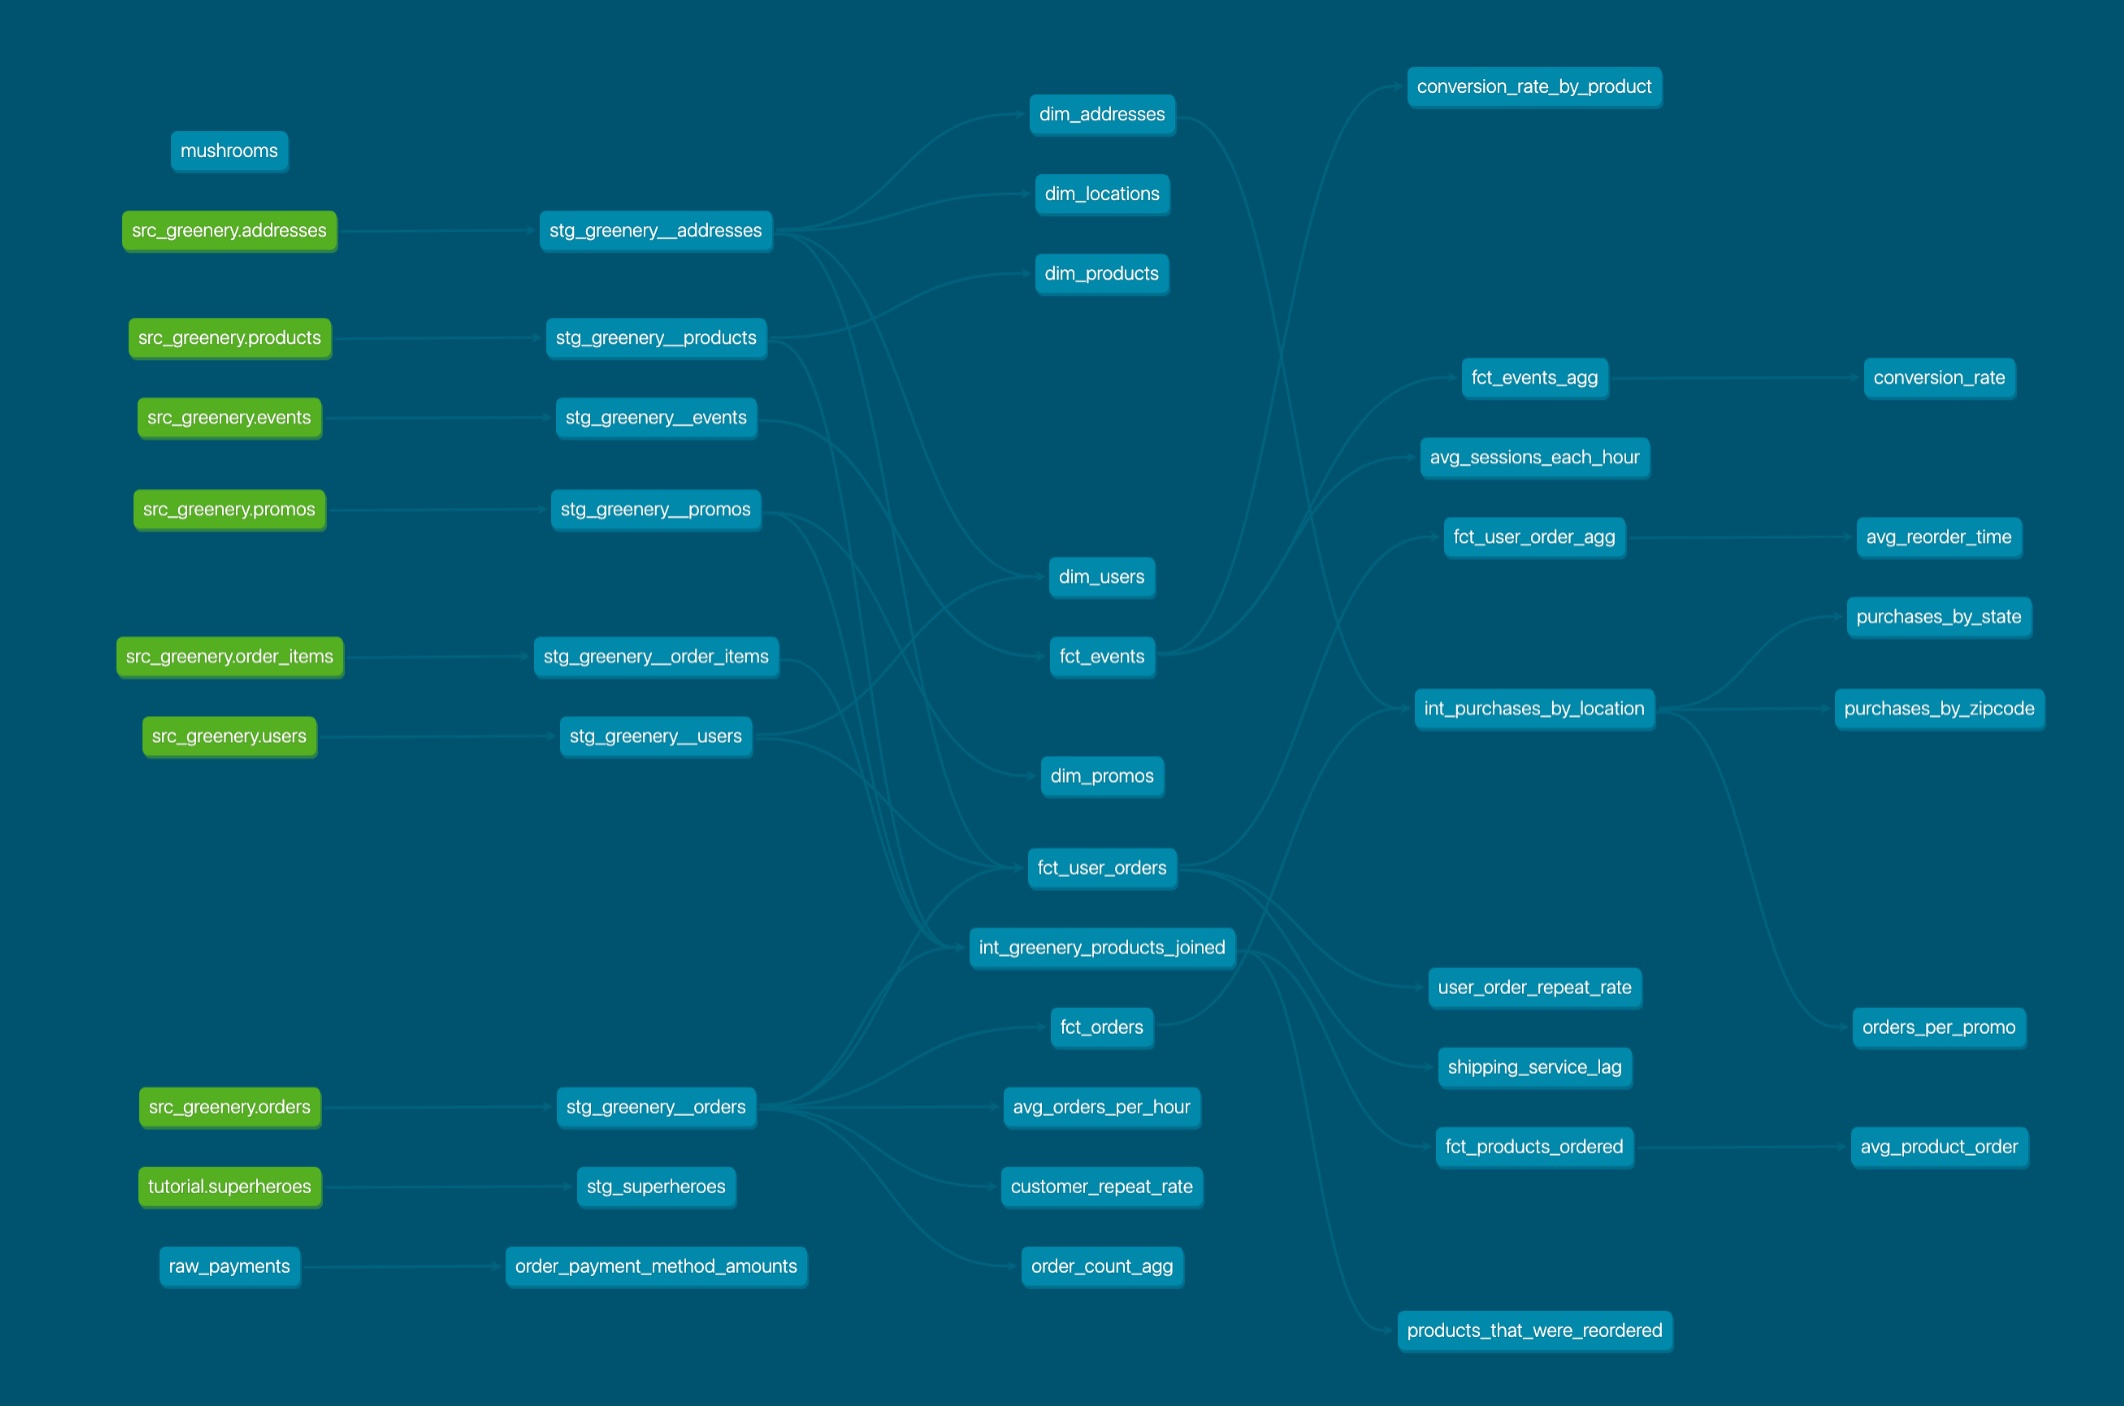 mushrooms
src_greenery.addresses
src_greenery.products
src_greenery.events
src_greenery.promos
src_greenery.order_items
src_greenery.users
src_greenery.orders
tutorial.superheroes
raw_payments
stg_greenery__addresses
stg_greenery__products
stg_greenery__events
stg_greenery__promos
stg_greenery__order_items
stg_greenery__users
stg_greenery__orders
stg_superheroes
order_payment_method_amounts
dim_addresses
dim_locations
dim_products
dim_users
fct_events
dim_promos
fct_user_orders
int_greenery_products_joined
fct_orders
avg_orders_per_hour
customer_repeat_rate
order_count_agg
conversion_rate_by_product
fct_events_agg
avg_sessions_each_hour
fct_user_order_agg
int_purchases_by_location
user_order_repeat_rate
shipping_service_lag
fct_products_ordered
products_that_were_reordered
conversion_rate
avg_reorder_time
purchases_by_state
purchases_by_zipcode
orders_per_promo
avg_product_order